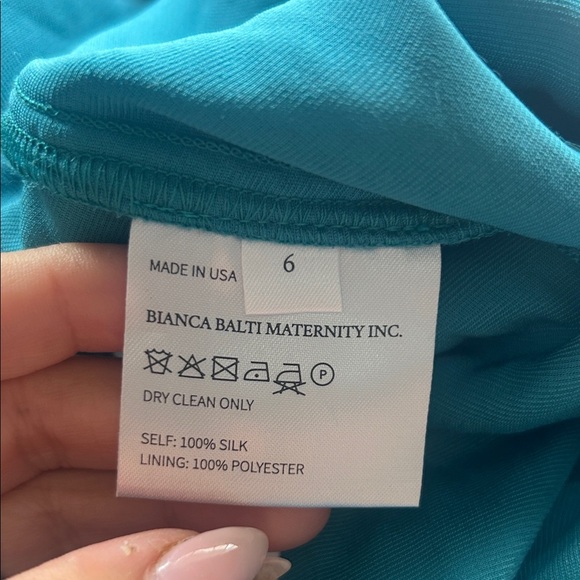 MADE IN USA
6
BIANCA BALTI MATERNITY INC.
P
DRY CLEAN ONLY
SELF: 100% SILK
LINING: 100% POLYESTER